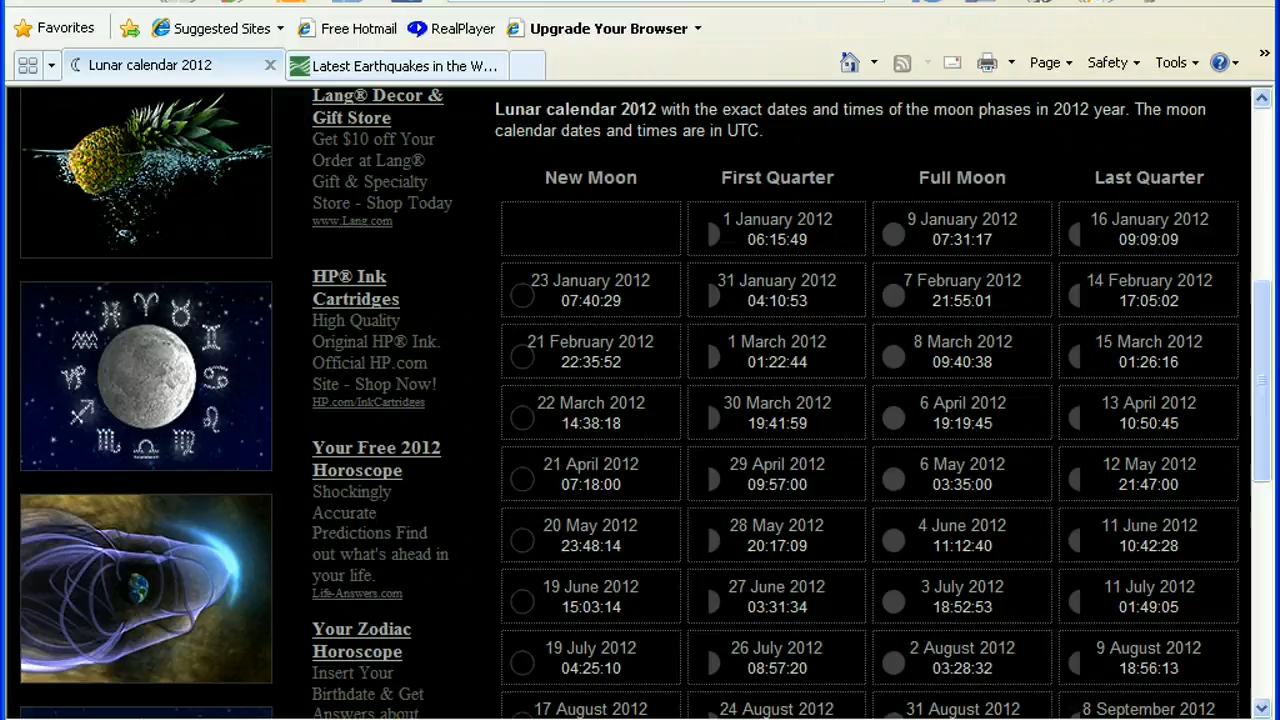 Favorites
Suggested Sites
Free Hotmail
RealPlayer
Upgrade Your Browser
Lunar calendar 2012
Latest Earthquakes in the W...
Page
Safety
Tools
Lang® Decor &
Gift Store
Get $10 off Your
Order at Lang®
Gift & Specialty
Store - Shop Today
www.Lang.com
HP® Ink
Cartridges
High Quality
Original HP® Ink.
Official HP.com
Site - Shop Now!
HP.com/InkCartridges
Your Free 2012
Horoscope
Shockingly
Accurate
Predictions Find
out what's ahead in
your life.
Life-Answers.com
Your Zodiac
Horoscope
Insert Your
Birthdate & Get
Answers about
Lunar calendar 2012 with the exact dates and times of the moon phases in 2012 year. The moon
calendar dates and times are in UTC.
New Moon First Quarter Full Moon Last Quarter
1 January 2012 9 January 2012 16 January 2012
06:15:49 07:31:17 09:09:09
23 January 2012 31 January 2012 7 February 2012 14 February 2012
07:40:29 04:10:53 21:55:01 17:05:02
21 February 2012 1 March 2012 8 March 2012 15 March 2012
22:35:52 01:22:44 09:40:38 01:26:16
22 March 2012 30 March 2012 6 April 2012 13 April 2012
14:38:18 19:41:59 19:19:45 10:50:45
21 April 2012 29 April 2012 6 May 2012 12 May 2012
07:18:00 09:57:00 03:35:00 21:47:00
20 May 2012 28 May 2012 4 June 2012 11 June 2012
23:48:14 20:17:09 11:12:40 10:42:28
19 June 2012 27 June 2012 3 July 2012 11 July 2012
15:03:14 03:31:34 18:52:53 01:49:05
19 July 2012 26 July 2012 2 August 2012 9 August 2012
04:25:10 08:57:20 03:28:32 18:56:13
17 August 2012 24 August 2012 31 August 2012 8 September 2012